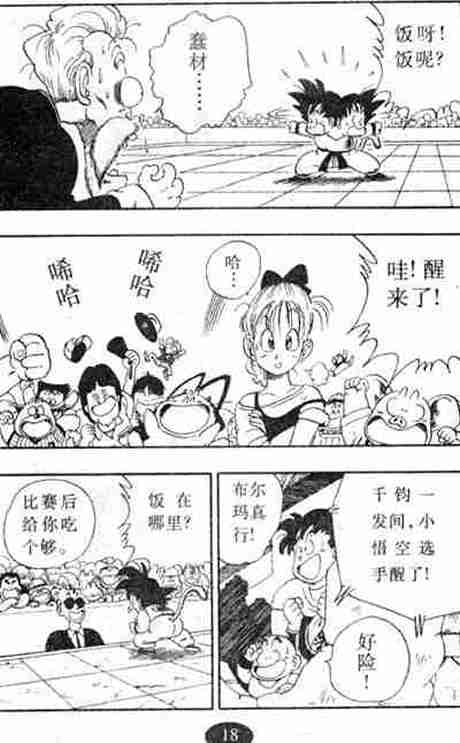 饭呀！
饭呢？
蠢
材
……
哇！醒
来了！
哈…
唏
哈
唏
哈
千钧一
发间，小
悟空选
手醒了！
布尔
玛真
行！
好
险！
饭在
哪里？
比赛后
给你吃
个够。
18